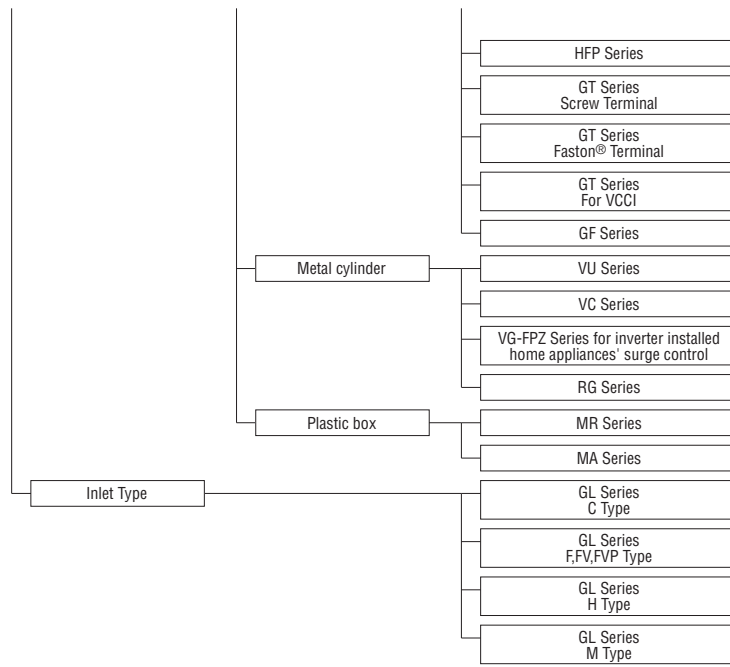 HFP Series
GT Series
Screw Terminal
GT Series
Faston® Terminal
GT Series
For VCCI
GF Series
Metal cylinder
VU Series
VC Series
VG-FPZ Series for inverter installed
home appliances' surge control
RG Series
Plastic box
MR Series
MA Series
Inlet Type
GL Series
C Type
GL Series
F,FV,FVP Type
GL Series
H Type
GL Series
M Type